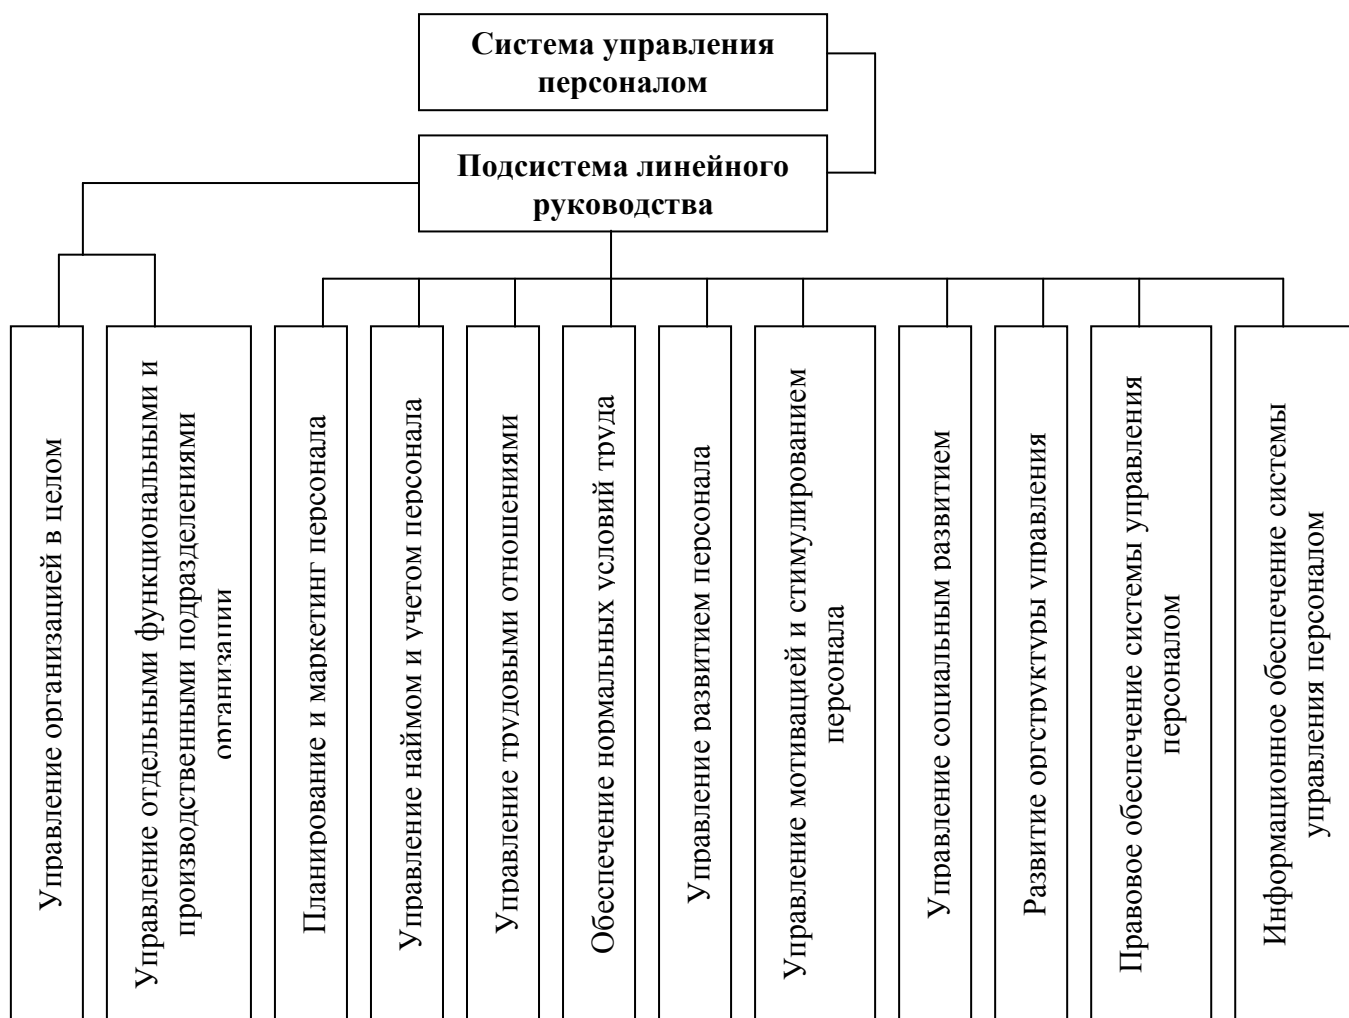 Система управления
персоналом
Подсистема линейного
руководства
Управление организацией в целом
Управление отдельными функциональными и
производственными подразделениями
организации
Планирование и маркетинг персонала
Управление наймом и учетом персонала
Управление трудовыми отношениями
Обеспечение нормальных условий труда
Управление развитием персонала
Управление мотивацией и стимулированием
персонала
Управление социальным развитием
Развитие оргструктуры управления
Правовое обеспечение системы управления
персоналом
Информационное обеспечение системы
управления персоналом